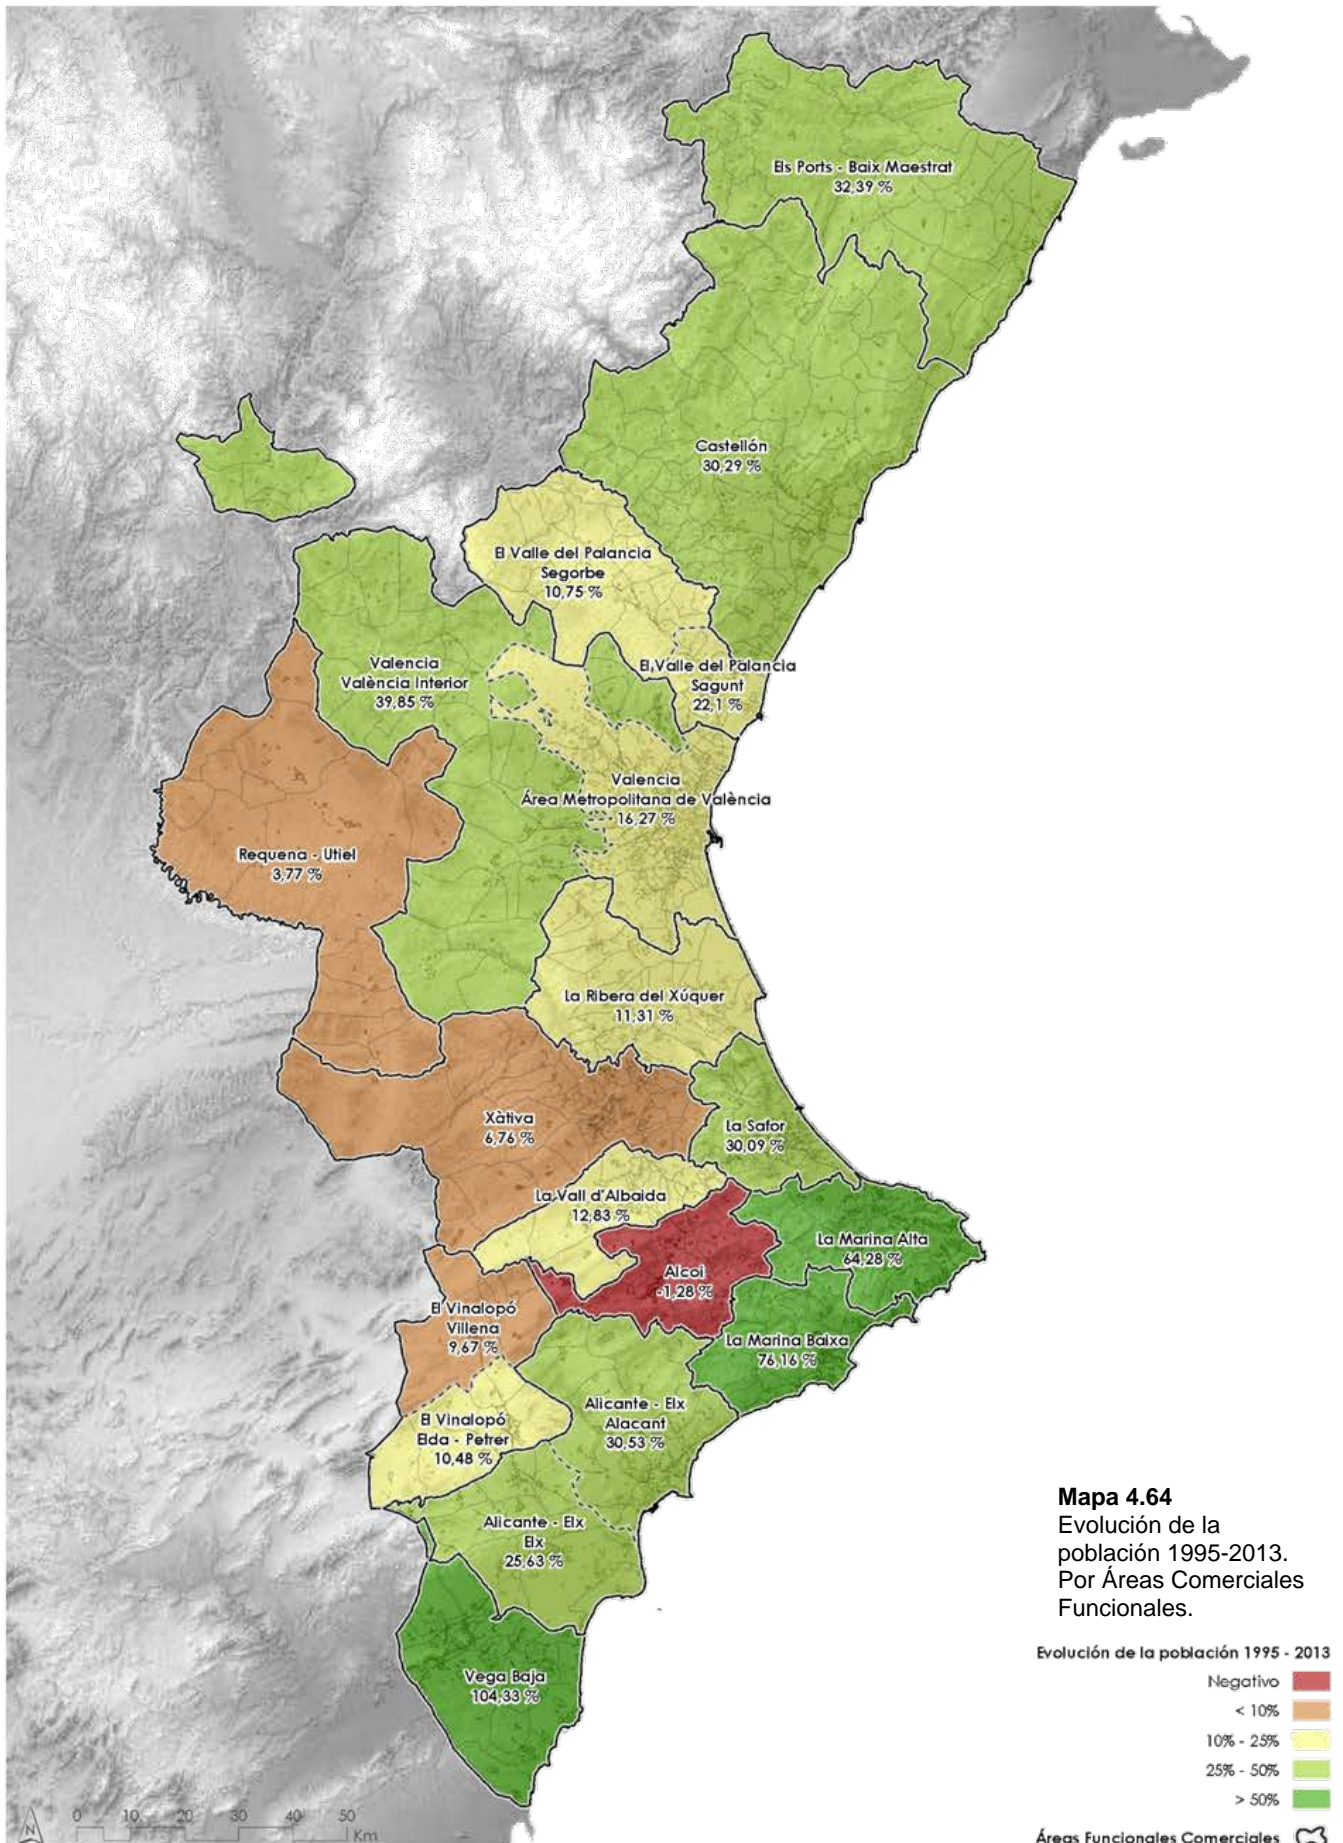 Els Ports - Baix Maestrat
32,39 %
Castellón
30,29 %
El Valle del Palancia
Segorbe
10,75 %
El Valle del Palancia
Sagunt
22,1 %
Valencia
València Interior
39,85 %
Valencia
Área Metropolitana de València
16,27 %
Requena - Utiel
3,77 %
La Ribera del Xúquer
11,31 %
Xàtiva
6,76 %
La Safor
30,09 %
La Vall d'Albaida
12,83 %
La Marina Alta
64,28 %
Alcoi
-1,28 %
El Vinalopó
Villena
9,67 %
La Marina Baixa
76,16 %
Alicante - Elx
Alacant
30,53 %
El Vinalopó
Elda - Petrer
10,48 %
Alicante - Elx
Elx
25,63 %
Vega Baja
104,33 %
Mapa 4.64
Evolución de la
población 1995-2013.
Por Áreas Comerciales
Funcionales.
Evolución de la población 1995 - 2013
Negativo
< 10%
10% - 25%
25% - 50%
> 50%
Áreas Funcionales Comerciales
N
0 10 20 30 40 50
Km